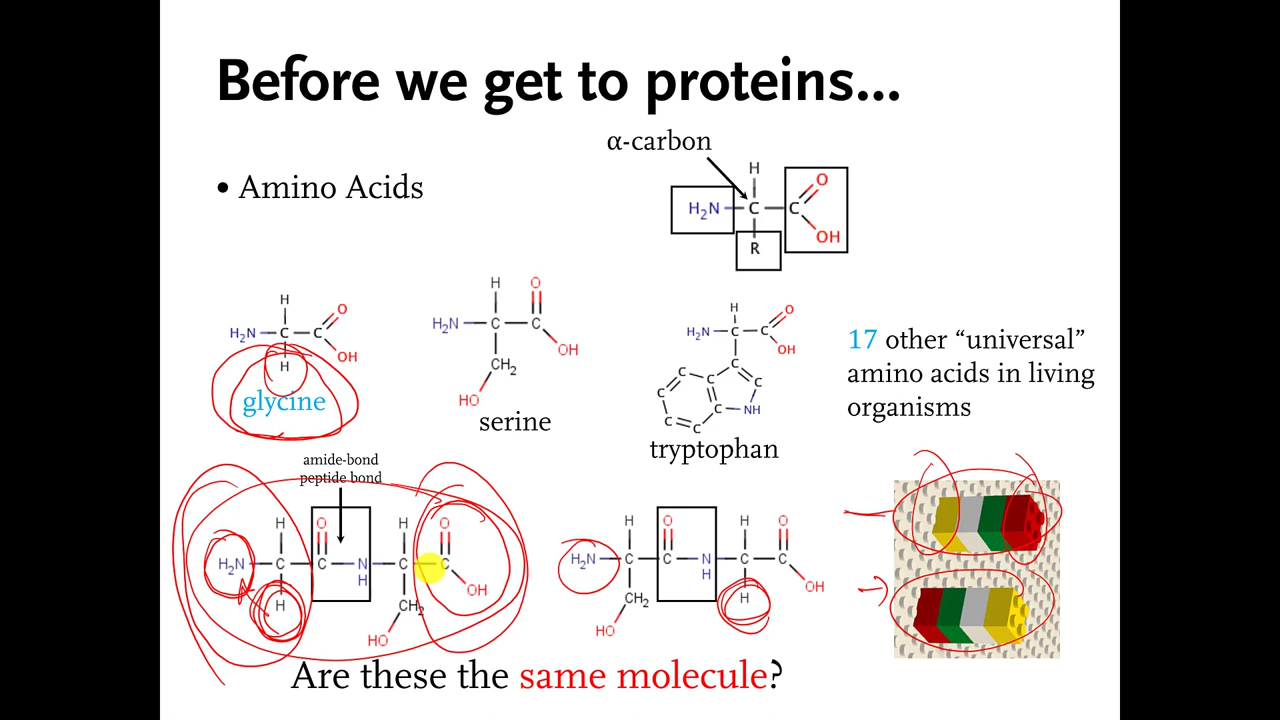 Before we get to proteins...
α-carbon
• Amino Acids
H
H₂N C C O
OH
R
H
H₂N C C O
OH
H
glycine
H O
H₂N C C
OH
CH₂
HO
serine
H
H₂N C C O
OH
C
C C C
C C C
C C NH
C
tryptophan
17 other “universal”
amino acids in living
organisms
amide-bond
peptide bond
H O H O
H₂N C C N C C
H OH
H CH₂
HO
H O H O
H₂N C C N C C
H OH
CH₂ H
HO
Are these the same molecule?